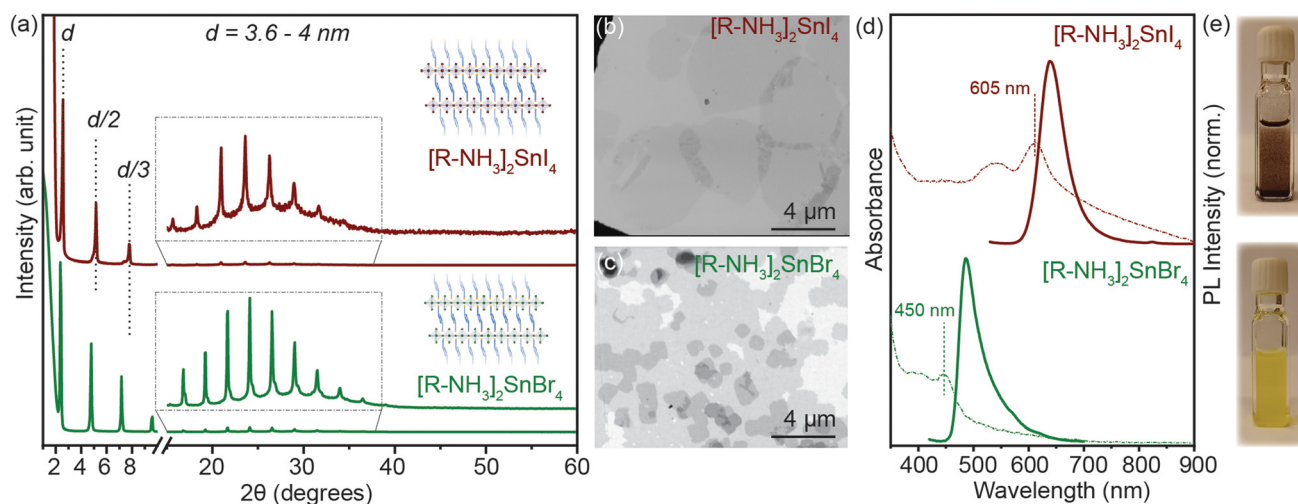 (a)
d
d = 3.6 - 4 nm
d/2
d/3
[R-NH₃]₂SnI₄
[R-NH₃]₂SnBr₄
Intensity (arb. unit)
2 4 6 8 20 30 40 50 60
2θ (degrees)
(b)
[R-NH₃]₂SnI₄
4 µm
(c)
[R-NH₃]₂SnBr₄
4 µm
(d)
[R-NH₃]₂SnI₄
605 nm
[R-NH₃]₂SnBr₄
450 nm
Absorbance
PL Intensity (norm.)
400 500 600 700 800 900
Wavelength (nm)
(e)